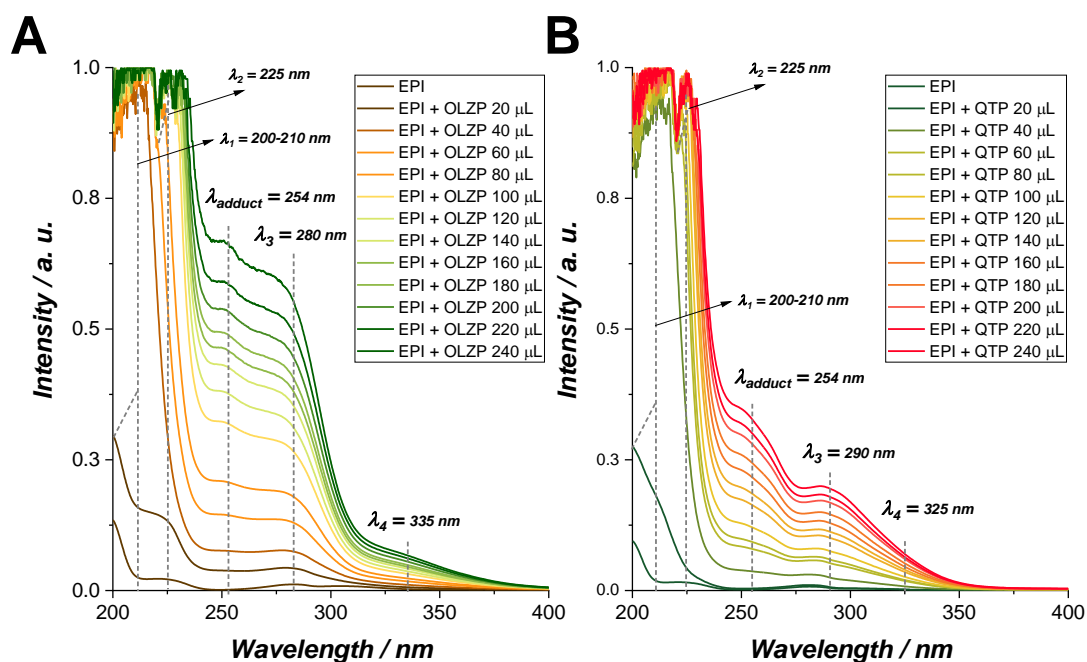 A
Intensity / a. u.
1.0
0.8
0.5
0.3
0.0
200
250
300
350
400
Wavelength / nm
λ2 = 225 nm
λ1 = 200-210 nm
λadduct = 254 nm
λ3 = 280 nm
λ4 = 335 nm
EPI
EPI + OLZP 20 μL
EPI + OLZP 40 μL
EPI + OLZP 60 μL
EPI + OLZP 80 μL
EPI + OLZP 100 μL
EPI + OLZP 120 μL
EPI + OLZP 140 μL
EPI + OLZP 160 μL
EPI + OLZP 180 μL
EPI + OLZP 200 μL
EPI + OLZP 220 μL
EPI + OLZP 240 μL
B
Intensity / a. u.
1.0
0.8
0.5
0.3
0.0
200
250
300
350
400
Wavelength / nm
λ2 = 225 nm
λ1 = 200-210 nm
λadduct = 254 nm
λ3 = 290 nm
λ4 = 325 nm
EPI
EPI + QTP 20 μL
EPI + QTP 40 μL
EPI + QTP 60 μL
EPI + QTP 80 μL
EPI + QTP 100 μL
EPI + QTP 120 μL
EPI + QTP 140 μL
EPI + QTP 160 μL
EPI + QTP 180 μL
EPI + QTP 200 μL
EPI + QTP 220 μL
EPI + QTP 240 μL